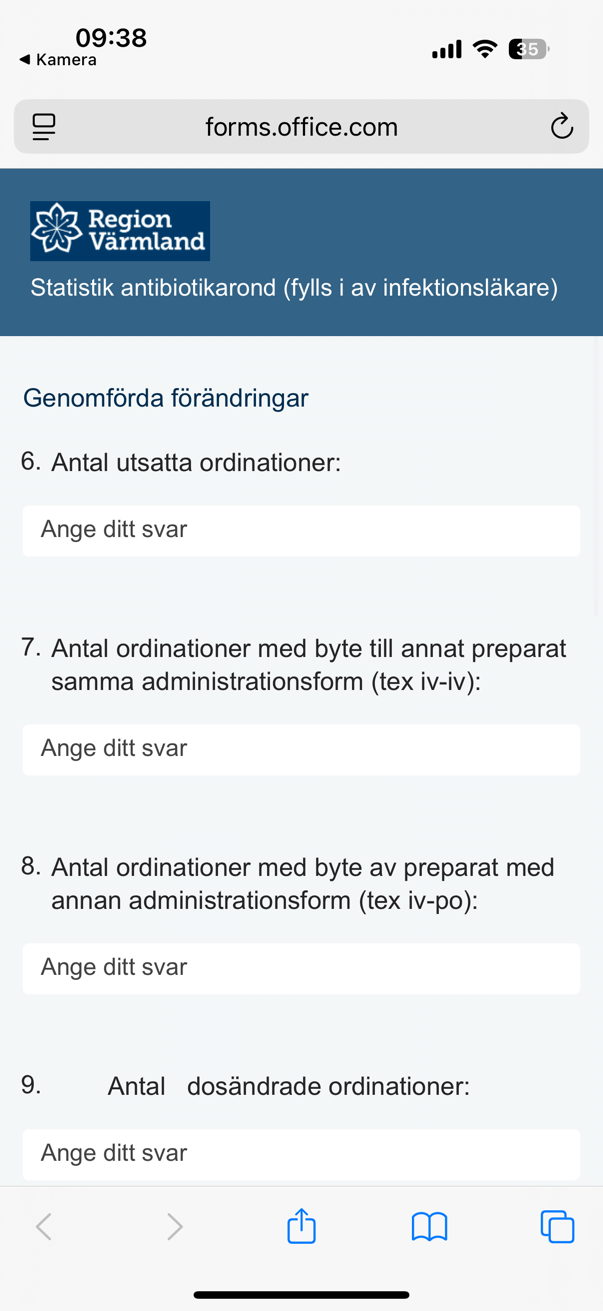 09:38
◀ Kamera
35
forms.office.com
Region
Värmland
Statistik antibiotikarond (fylls i av infektionsläkare)
Genomförda förändringar
6. Antal utsatta ordinationer:
Ange ditt svar
7. Antal ordinationer med byte till annat preparat
samma administrationsform (tex iv-iv):
Ange ditt svar
8. Antal ordinationer med byte av preparat med
annan administrationsform (tex iv-po):
Ange ditt svar
9. Antal dosändrade ordinationer:
Ange ditt svar